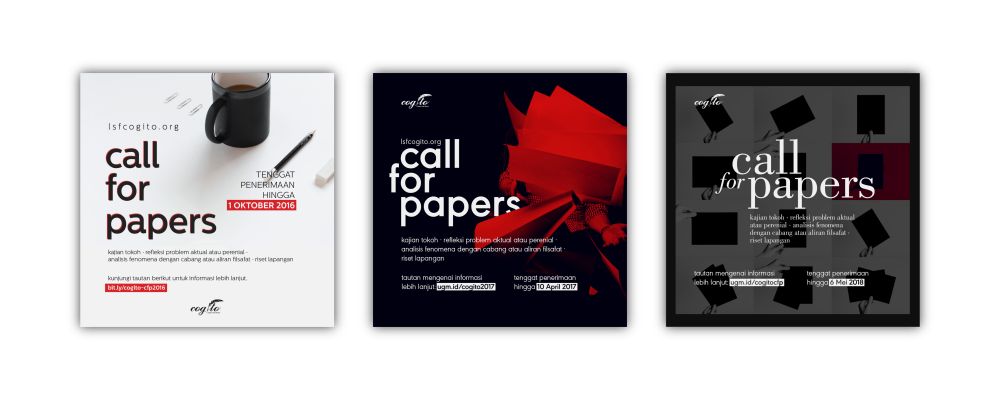 lsfcogito.org
call
for
papers
TENGGAT
PENERIMAAN
HINGGA
1 OKTOBER 2016
kajian tokoh · refleksi problem aktual atau perenial ·
analisis fenomena dengan cabang atau aliran filsafat · riset lapangan
kunjungi tautan berikut untuk informasi lebih lanjut.
bit.ly/cogito-cfp2016
cogito
cogito
lsfcogito.org
call
for
papers
kajian tokoh · refleksi problem aktual atau perenial ·
analisis fenomena dengan cabang atau aliran filsafat ·
riset lapangan
tautan mengenai informasi
lebih lanjut: ugm.id/cogito2017
tenggat penerimaan
hingga 10 April 2017
cogito
call
for papers
kajian tokoh · refleksi problem aktual
atau perenial · analisis fenomena
dengan cabang atau aliran filsafat ·
riset lapangan
tautan mengenai informasi
lebih lanjut: ugm.id/cogitocfp
tenggat penerimaan
hingga 6 Mei 2018